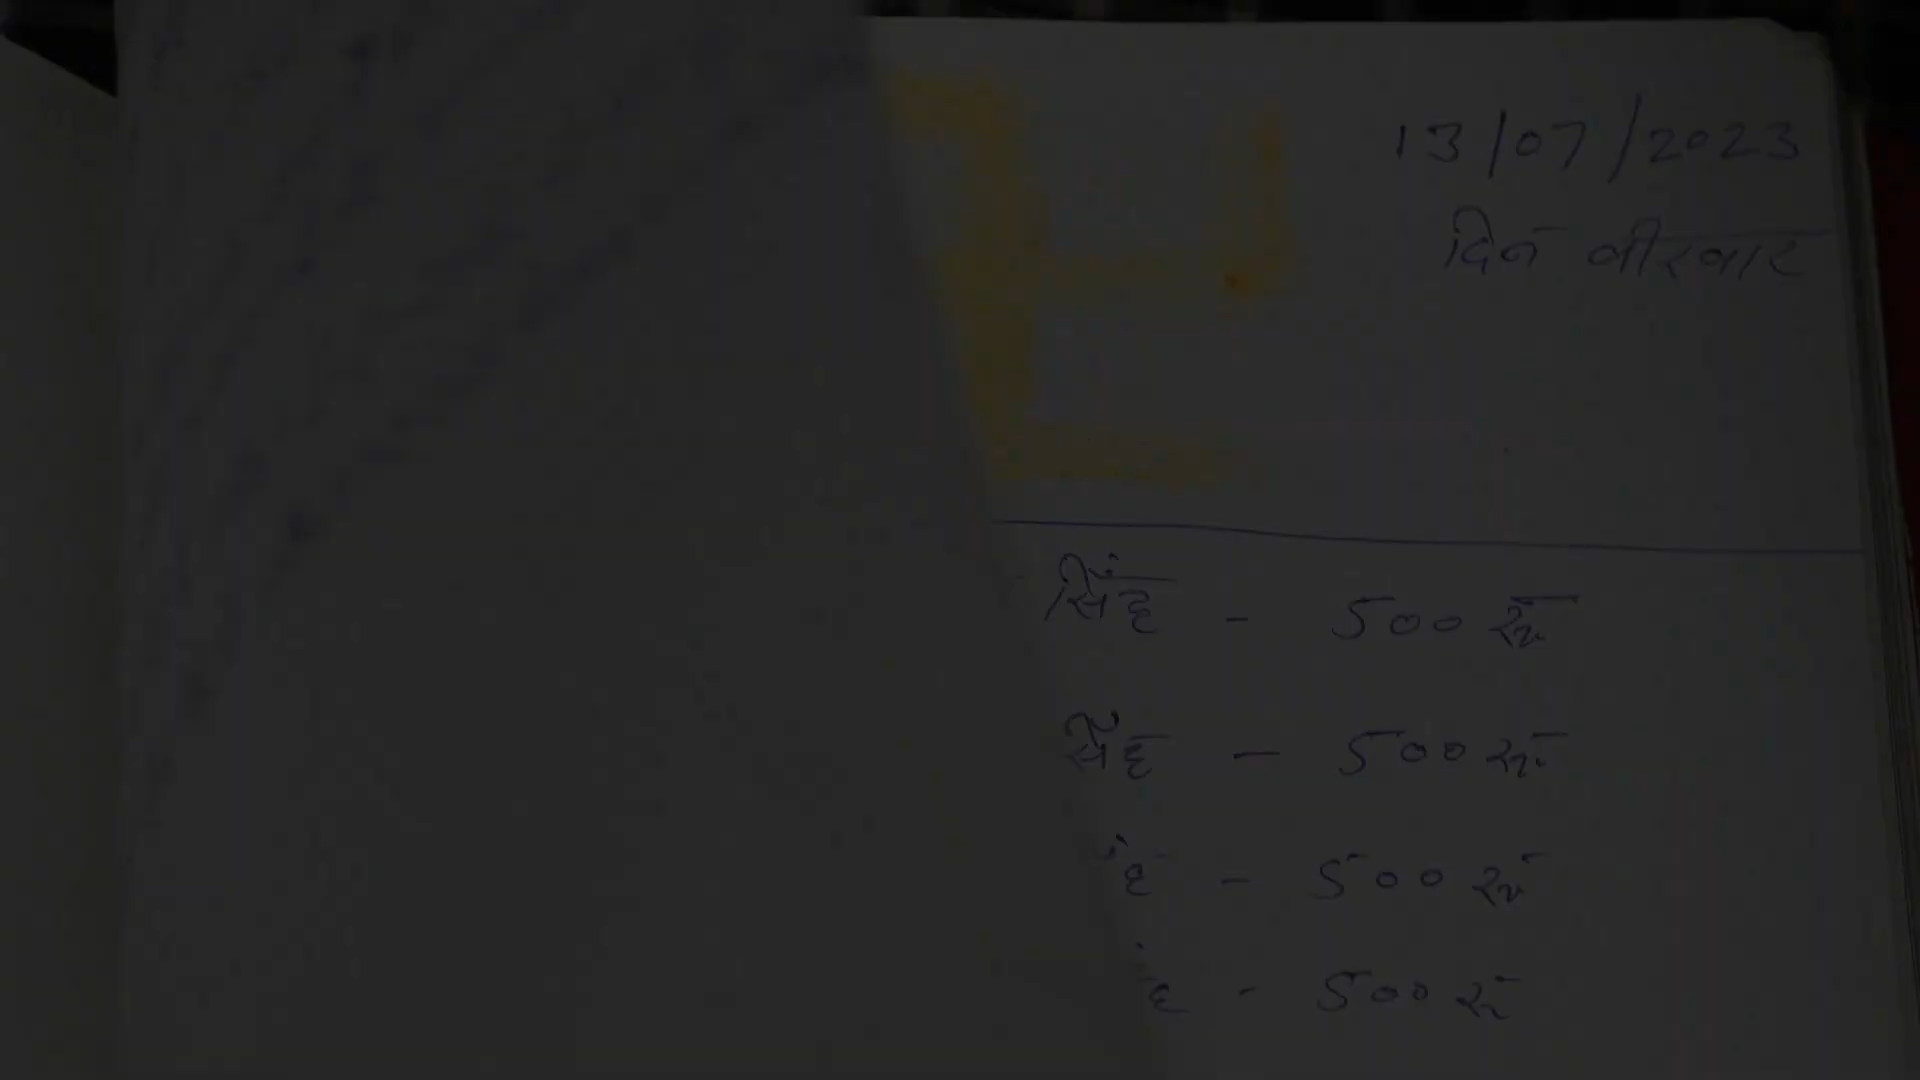 13/07/2023
दिन वीरवार
सिंह - 500 रू
सिंह - 500 रू
ह - 500 रू
ह - 500 रू